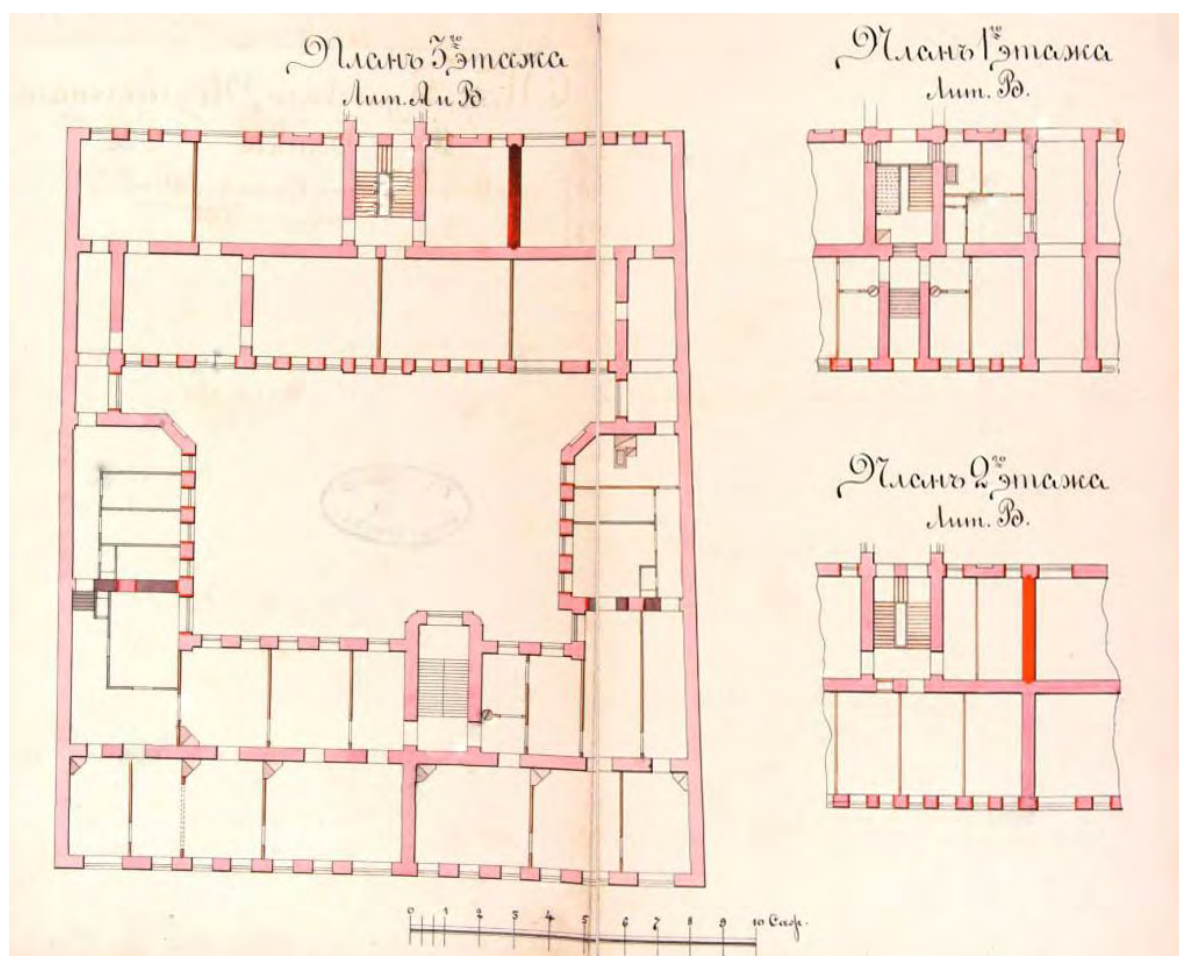 Планъ 3го этажа
Лит. А и В
Планъ 1го этажа
Лит. В.
Планъ 2го этажа
Лит. В.
0 1 2 3 4 5 6 7 8 9 10 Саж.